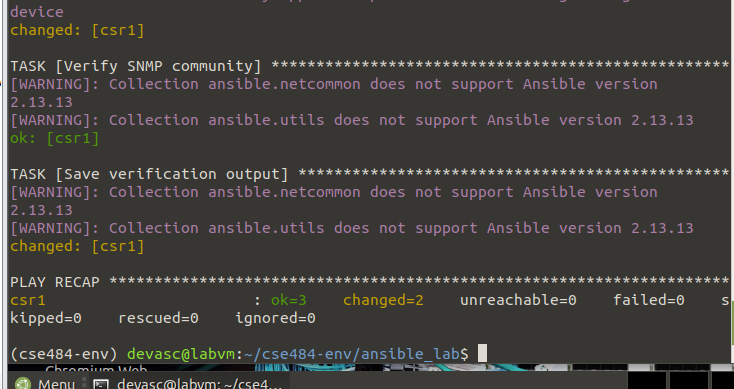 device
changed: [csr1]
TASK [Verify SNMP community] ***************************************************
[WARNING]: Collection ansible.netcommon does not support Ansible version
2.13.13
[WARNING]: Collection ansible.utils does not support Ansible version 2.13.13
ok: [csr1]
TASK [Save verification output] ************************************************
[WARNING]: Collection ansible.netcommon does not support Ansible version
2.13.13
[WARNING]: Collection ansible.utils does not support Ansible version 2.13.13
changed: [csr1]
PLAY RECAP *********************************************************************
csr1 : ok=3 changed=2 unreachable=0 failed=0 s
kipped=0 rescued=0 ignored=0
(cse484-env) devasc@labvm:~/cse484-env/ansible_lab$
Chromium Web
Menu devasc@labvm: ~/cse4...